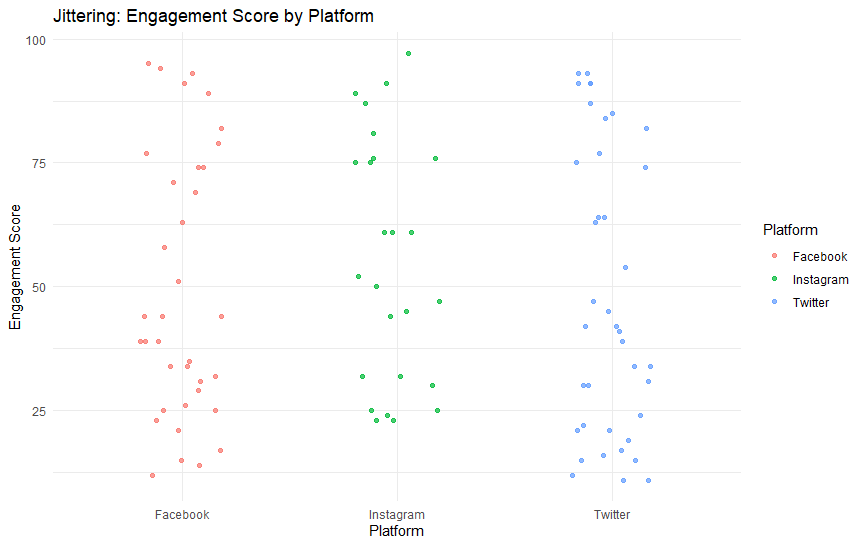 Jittering: Engagement Score by Platform
100
75
50
25
Engagement Score
Facebook
Instagram
Twitter
Platform
Platform
Facebook
Instagram
Twitter